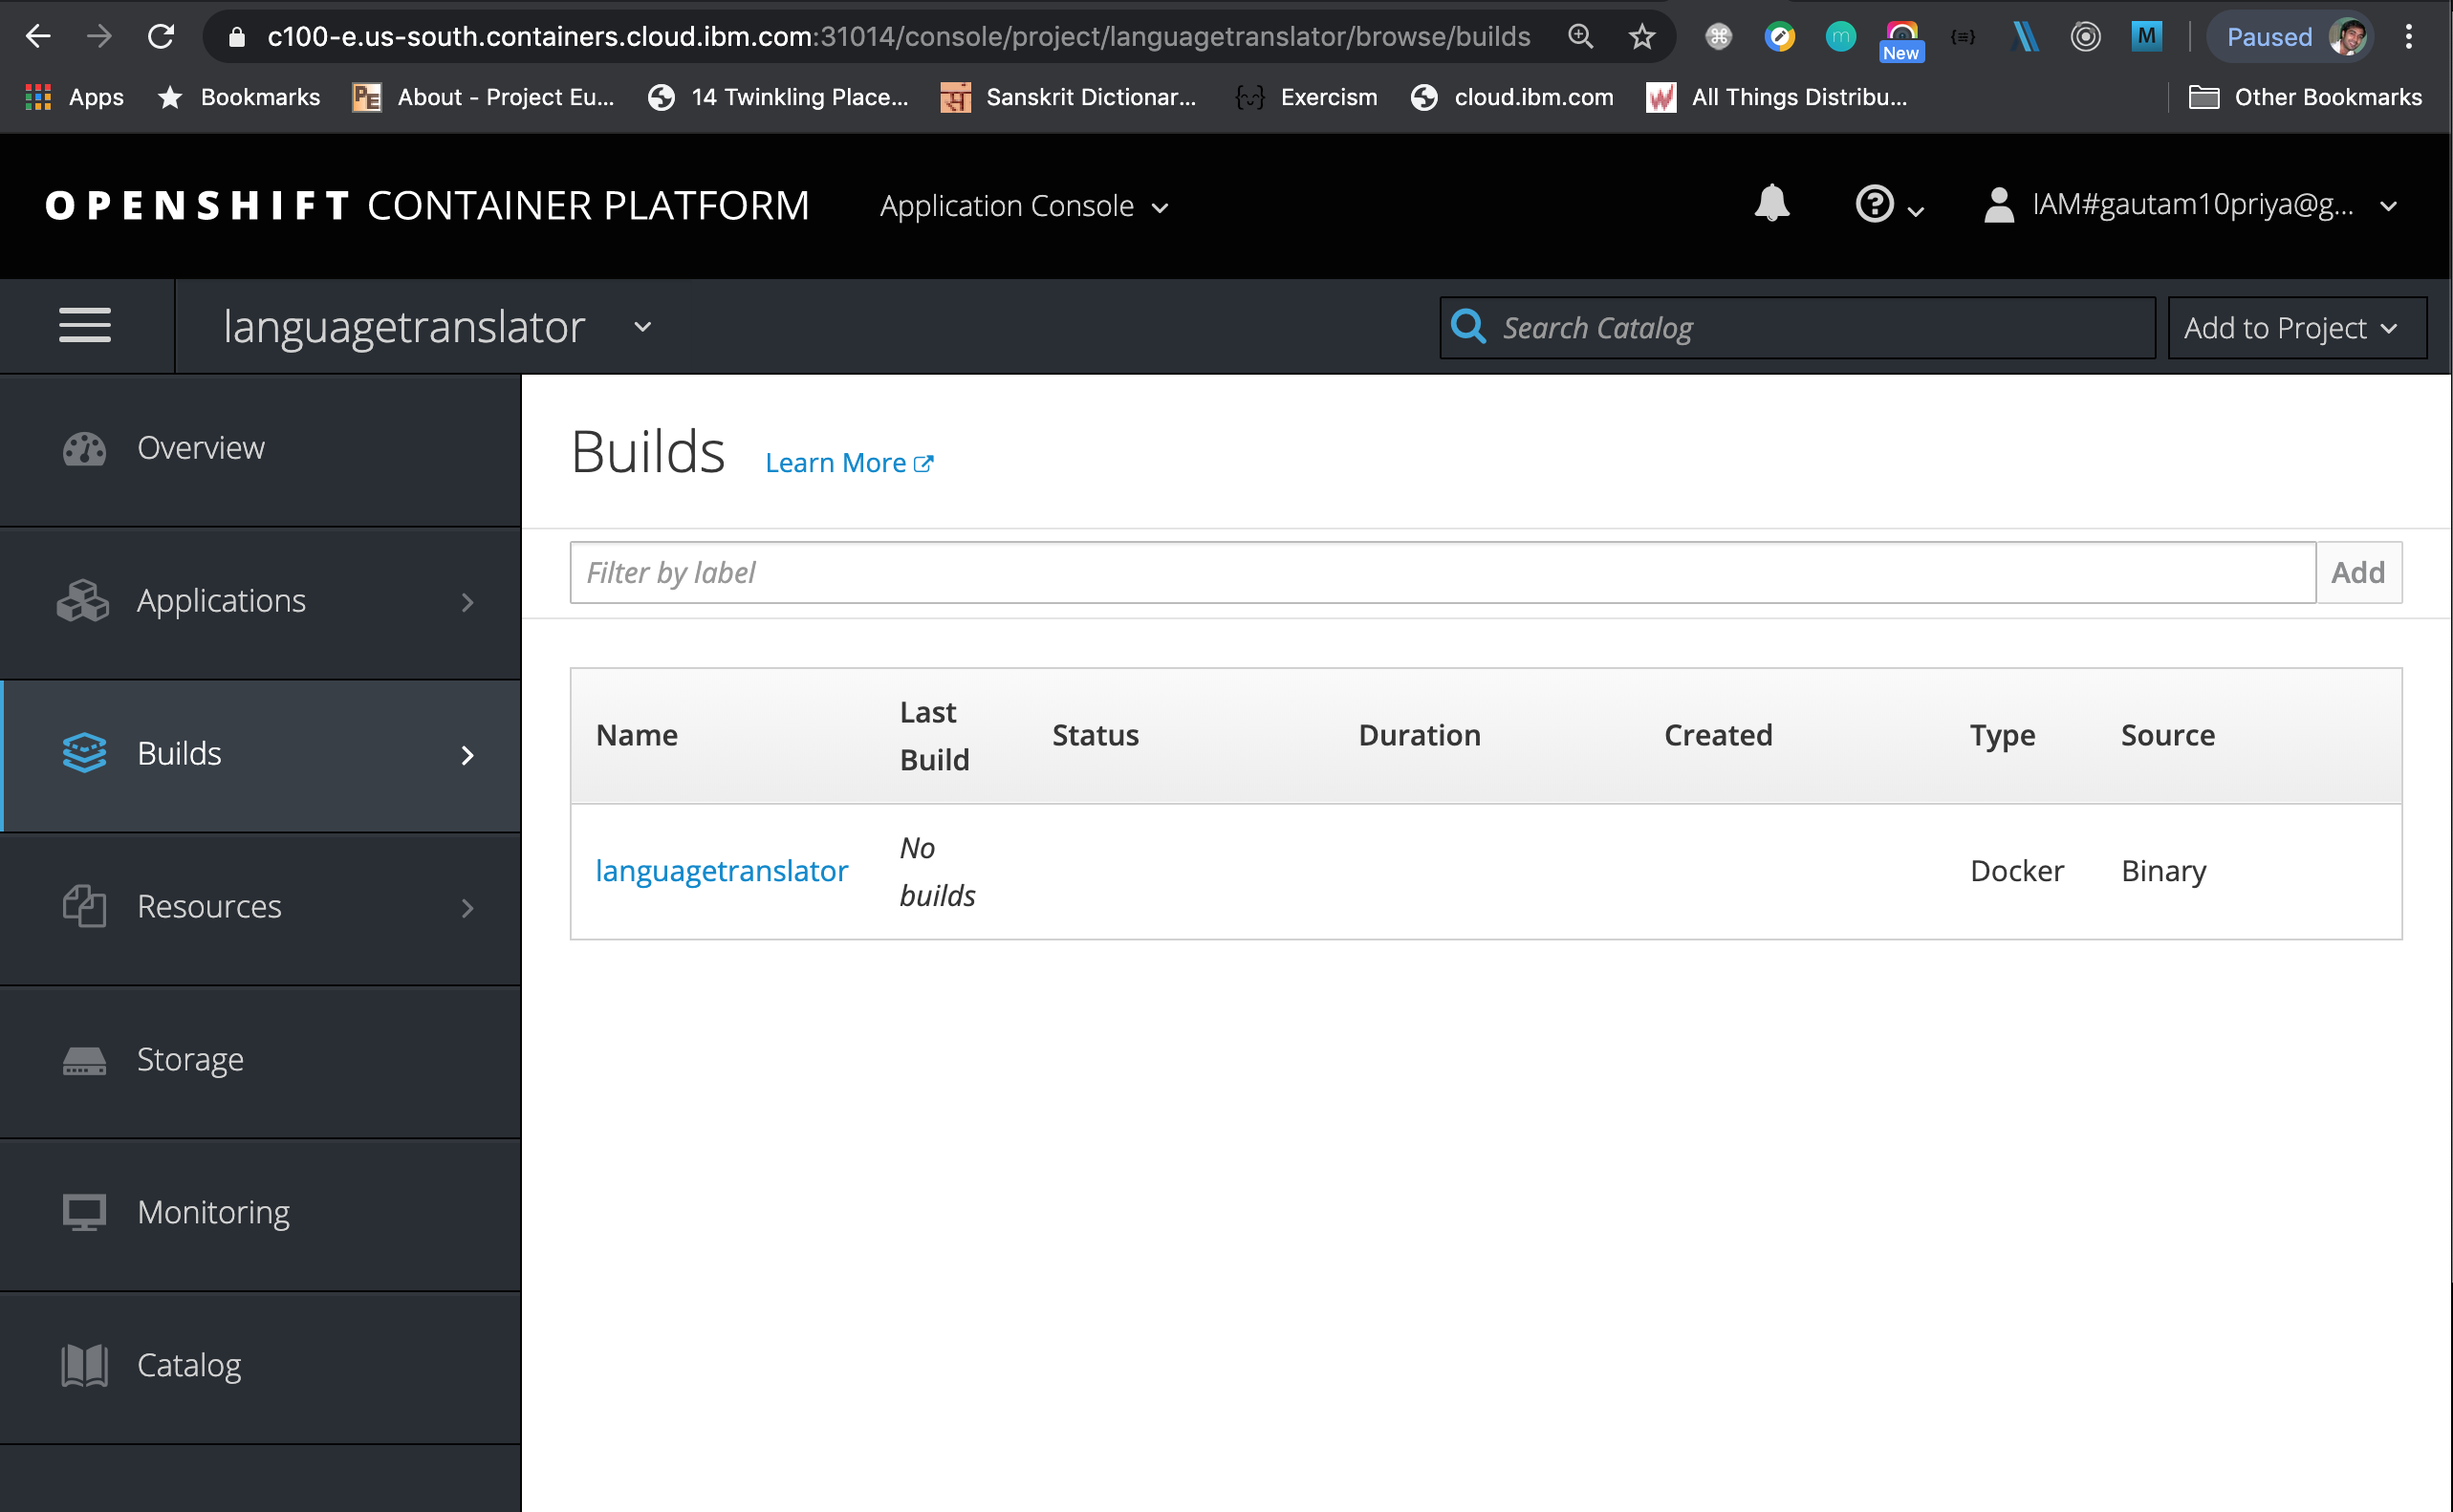 c100-e.us-south.containers.cloud.ibm.com:31014/console/project/languagetranslator/browse/builds
M
New
Paused
Apps
Bookmarks
About - Project Eu...
14 Twinkling Place...
Sanskrit Dictionar...
Exercism
cloud.ibm.com
All Things Distribu...
Other Bookmarks
OPENSHIFT CONTAINER PLATFORM
Application Console
IAM#gautam10priya@g...
languagetranslator
Search Catalog
Add to Project
Overview
Applications
Builds
Resources
Storage
Monitoring
Catalog
Builds
Learn More
Filter by label
Add
Name
Last Build
Status
Duration
Created
Type
Source
languagetranslator
No builds
Docker
Binary